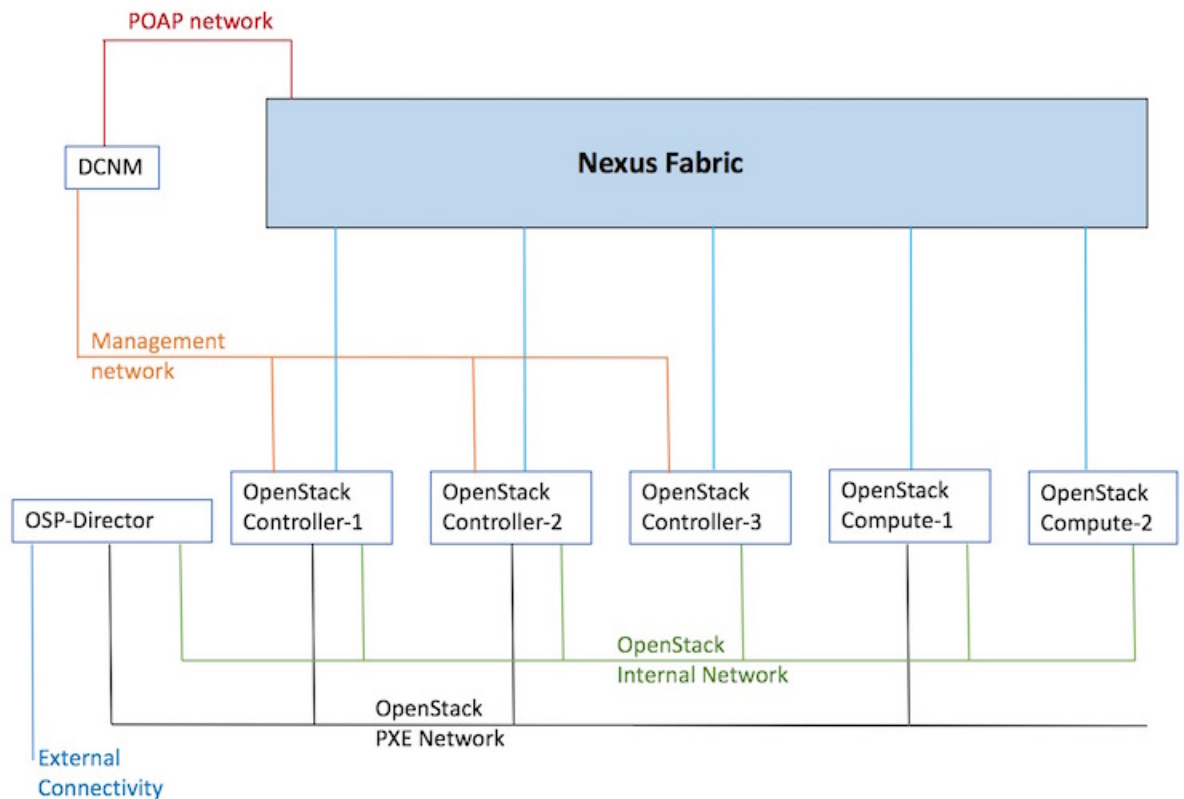 POAP network
Nexus Fabric
DCNM
Management
network
OpenStack
Controller-1
OpenStack
Controller-2
OpenStack
Controller-3
OpenStack
Compute-1
OpenStack
Compute-2
OSP-Director
OpenStack
Internal Network
OpenStack
PXE Network
External
Connectivity